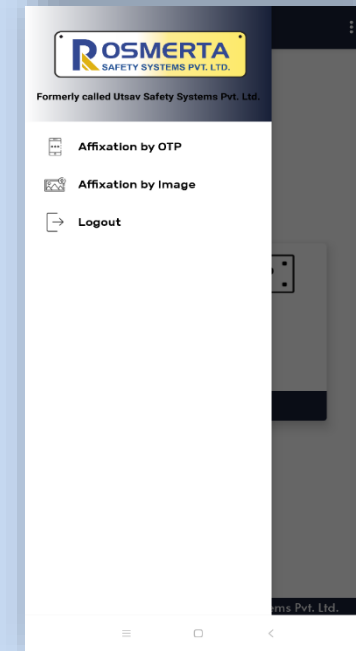 ROSMERTA
SAFETY SYSTEMS PVT. LTD.
Formerly called Utsav Safety Systems Pvt. Ltd.
Affixation by OTP
Affixation by Image
Logout
ems Pvt. Ltd.